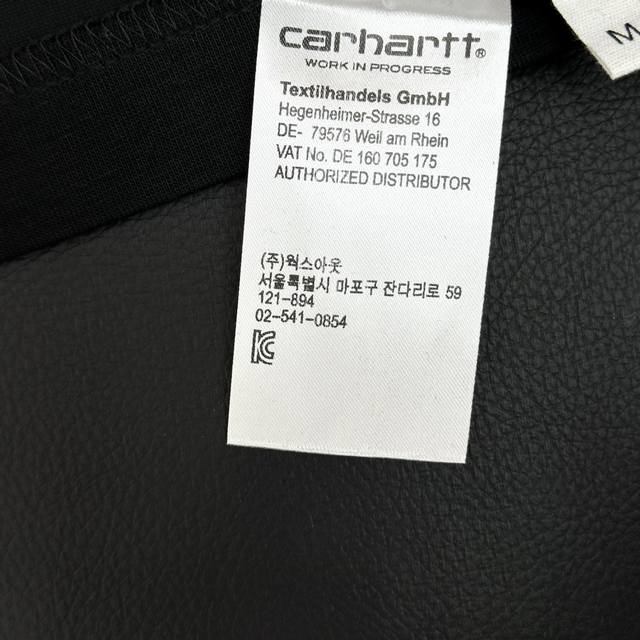 carhartt®
WORK IN PROGRESS
Textilhandels GmbH
Hegenheimer-Strasse 16
DE- 79576 Weil am Rhein
VAT No. DE 160 705 175
AUTHORIZED DISTRIBUTOR
(주)웍스아웃
서울특별시 마포구 잔다리로 59
121-894
02-541-0854
M